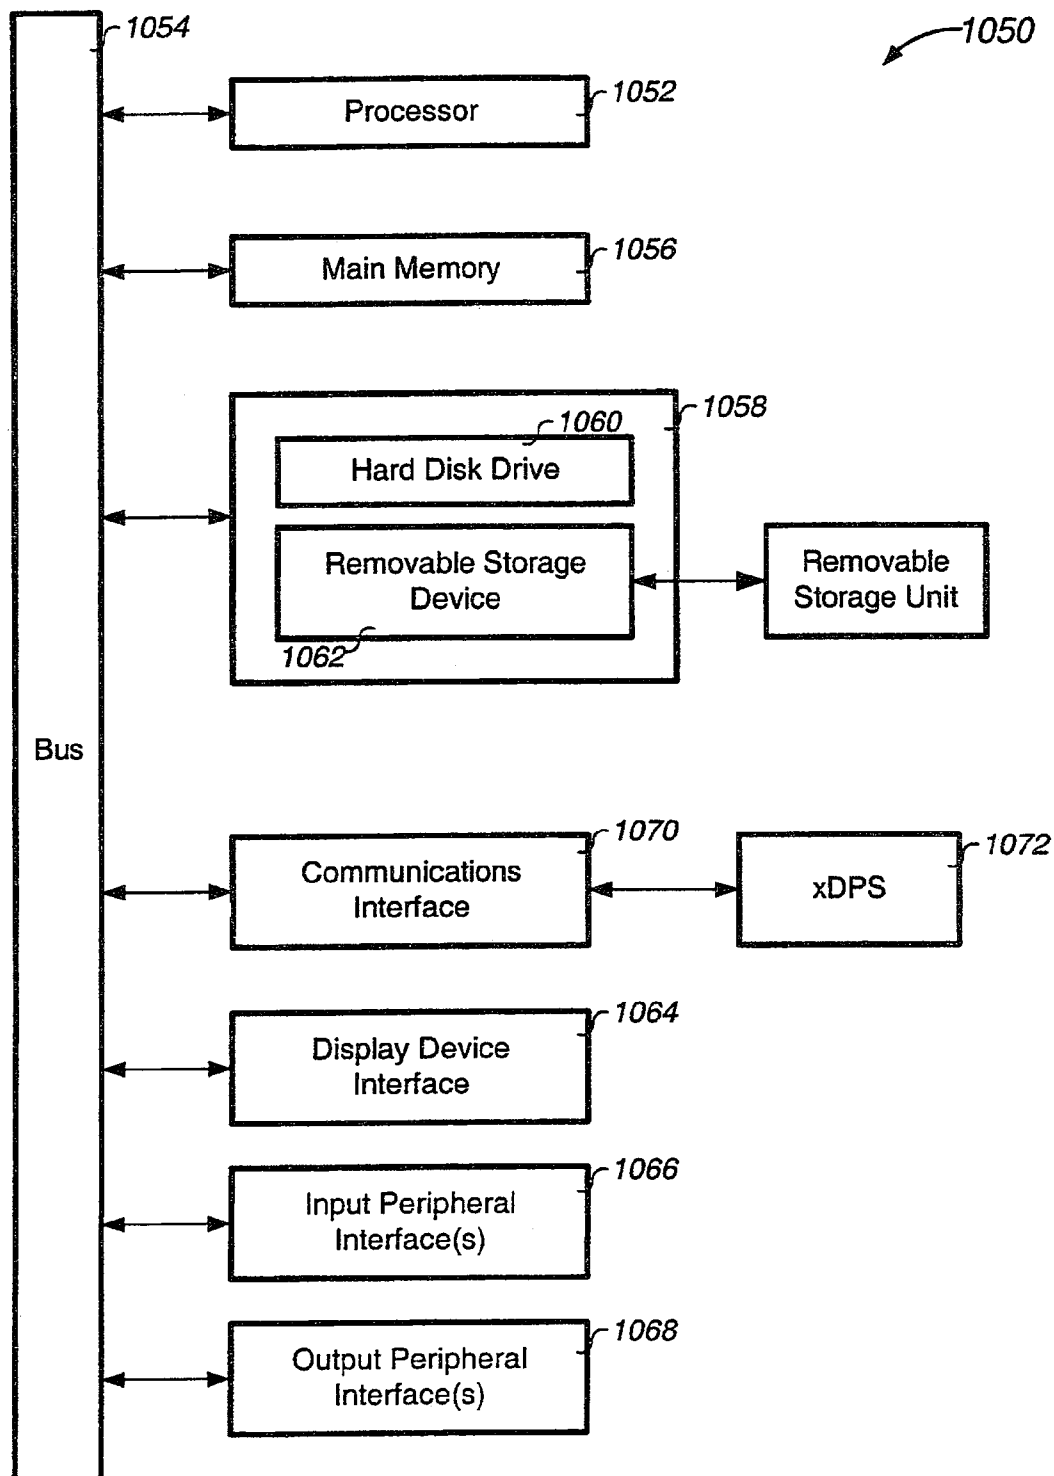 1054
1050
1052
Processor
1056
Main Memory
1058
1060
Hard Disk Drive
Removable Storage
Device
1062
Removable
Storage Unit
Bus
1070
Communications
Interface
1072
xDPS
1064
Display Device
Interface
1066
Input Peripheral
Interface(s)
1068
Output Peripheral
Interface(s)